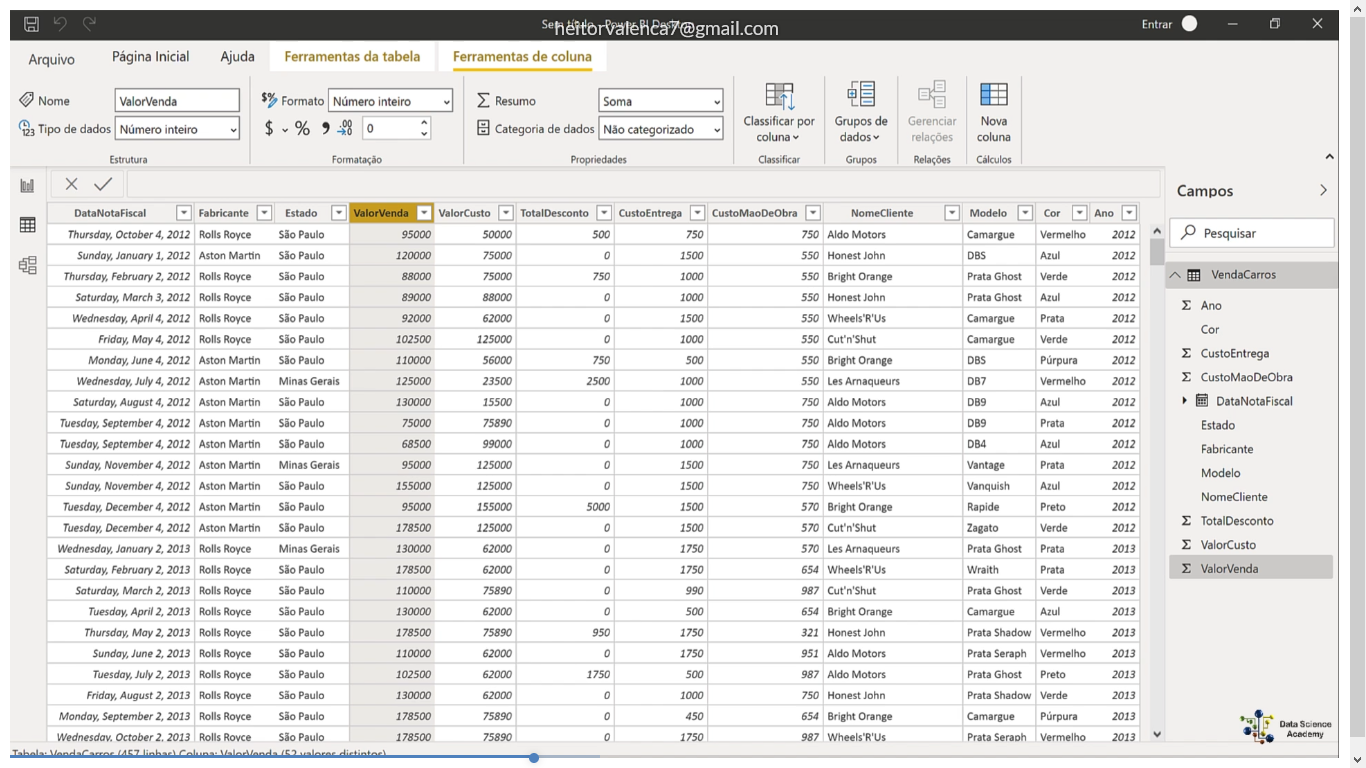 Sem título - Power BI Desktop
heitorvalenca7@gmail.com
Entrar
Arquivo Página Inicial Ajuda Ferramentas da tabela Ferramentas de coluna
Nome ValorVenda Formato Número inteiro Resumo Soma
Tipo de dados Número inteiro $ % 0 Categoria de dados Não categorizado
Classificar por coluna Grupos de dados Gerenciar relações Nova coluna
Estrutura Formatação Propriedades Classificar Grupos Relações Cálculos
DataNotaFiscal Fabricante Estado ValorVenda ValorCusto TotalDesconto CustoEntrega CustoMaoDeObra NomeCliente Modelo Cor Ano
Thursday, October 4, 2012 Rolls Royce São Paulo 95000 50000 500 750 750 Aldo Motors Camargue Vermelho 2012
Sunday, January 1, 2012 Aston Martin São Paulo 120000 75000 0 1500 550 Honest John DBS Azul 2012
Thursday, February 2, 2012 Rolls Royce São Paulo 88000 75000 750 1000 550 Bright Orange Prata Ghost Verde 2012
Saturday, March 3, 2012 Rolls Royce São Paulo 89000 88000 0 1000 550 Honest John Prata Ghost Azul 2012
Wednesday, April 4, 2012 Rolls Royce São Paulo 92000 62000 0 1500 550 Wheels'R'Us Camargue Prata 2012
Friday, May 4, 2012 Rolls Royce São Paulo 102500 125000 0 1000 550 Cut'n'Shut Camargue Verde 2012
Monday, June 4, 2012 Aston Martin São Paulo 110000 56000 750 500 550 Bright Orange DBS Púrpura 2012
Wednesday, July 4, 2012 Aston Martin Minas Gerais 125000 23500 2500 1000 550 Les Arnaqueurs DB7 Vermelho 2012
Saturday, August 4, 2012 Aston Martin São Paulo 130000 15500 0 1000 750 Aldo Motors DB9 Azul 2012
Tuesday, September 4, 2012 Aston Martin São Paulo 75000 75890 0 1000 750 Aldo Motors DB9 Prata 2012
Tuesday, September 4, 2012 Aston Martin São Paulo 68500 99000 0 1000 750 Aldo Motors DB4 Azul 2012
Sunday, November 4, 2012 Aston Martin Minas Gerais 95000 125000 0 1500 750 Les Arnaqueurs Vantage Prata 2012
Sunday, November 4, 2012 Aston Martin São Paulo 155000 125000 0 1500 750 Wheels'R'Us Vanquish Azul 2012
Tuesday, December 4, 2012 Aston Martin São Paulo 95000 155000 5000 1500 570 Bright Orange Rapide Preto 2012
Tuesday, December 4, 2012 Aston Martin São Paulo 178500 125000 0 1500 570 Cut'n'Shut Zagato Verde 2012
Wednesday, January 2, 2013 Rolls Royce Minas Gerais 130000 62000 0 1750 570 Les Arnaqueurs Prata Ghost Prata 2013
Saturday, February 2, 2013 Rolls Royce São Paulo 178500 62000 0 1750 654 Wheels'R'Us Wraith Prata 2013
Saturday, March 2, 2013 Rolls Royce São Paulo 110000 75890 0 990 987 Cut'n'Shut Prata Ghost Verde 2013
Tuesday, April 2, 2013 Rolls Royce São Paulo 130000 62000 0 500 654 Bright Orange Camargue Azul 2013
Thursday, May 2, 2013 Rolls Royce São Paulo 178500 75890 950 1750 321 Honest John Prata Shadow Vermelho 2013
Sunday, June 2, 2013 Rolls Royce São Paulo 110000 62000 0 1750 951 Aldo Motors Prata Seraph Vermelho 2013
Tuesday, July 2, 2013 Rolls Royce São Paulo 102500 62000 1750 500 987 Aldo Motors Prata Ghost Preto 2013
Friday, August 2, 2013 Rolls Royce São Paulo 130000 62000 0 1000 750 Honest John Prata Shadow Verde 2013
Monday, September 2, 2013 Rolls Royce São Paulo 178500 75890 0 450 654 Bright Orange Camargue Púrpura 2013
Wednesday, October 2, 2013 Rolls Royce São Paulo 178500 75890 0 1750 987 Wheels'R'Us Prata Seraph Vermelho 2013
Tabela: VendaCarros (457 linhas) Coluna: ValorVenda (52 valores distintos)
Campos
Pesquisar
VendaCarros
Ano
Cor
CustoEntrega
CustoMaoDeObra
DataNotaFiscal
Estado
Fabricante
Modelo
NomeCliente
TotalDesconto
ValorCusto
ValorVenda
Data Science
Academy